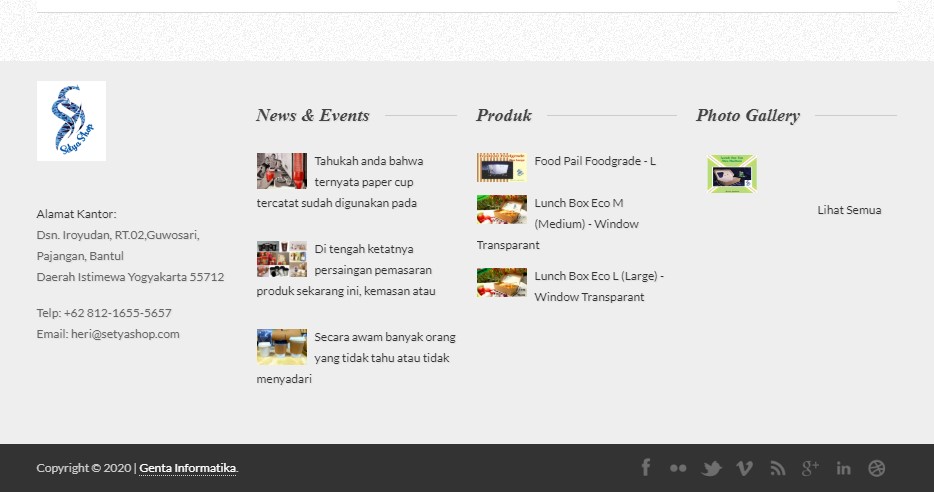 Setya Shop
Alamat Kantor:
Dsn. Iroyudan, RT.02,Guwosari,
Pajangan, Bantul
Daerah Istimewa Yogyakarta 55712
Telp: +62 812-1655-5657
Email: heri@setyashop.com
News & Events
Tahukah anda bahwa
ternyata paper cup
tercatat sudah digunakan pada
Di tengah ketatnya
persaingan pemasaran
produk sekarang ini, kemasan atau
Secara awam banyak orang
yang tidak tahu atau tidak
menyadari
Produk
Food Pail Foodgrade - L
Lunch Box Eco M
(Medium) - Window
Transparant
Lunch Box Eco L (Large) -
Window Transparant
Photo Gallery
Lihat Semua
Copyright © 2020 | Genta Informatika.